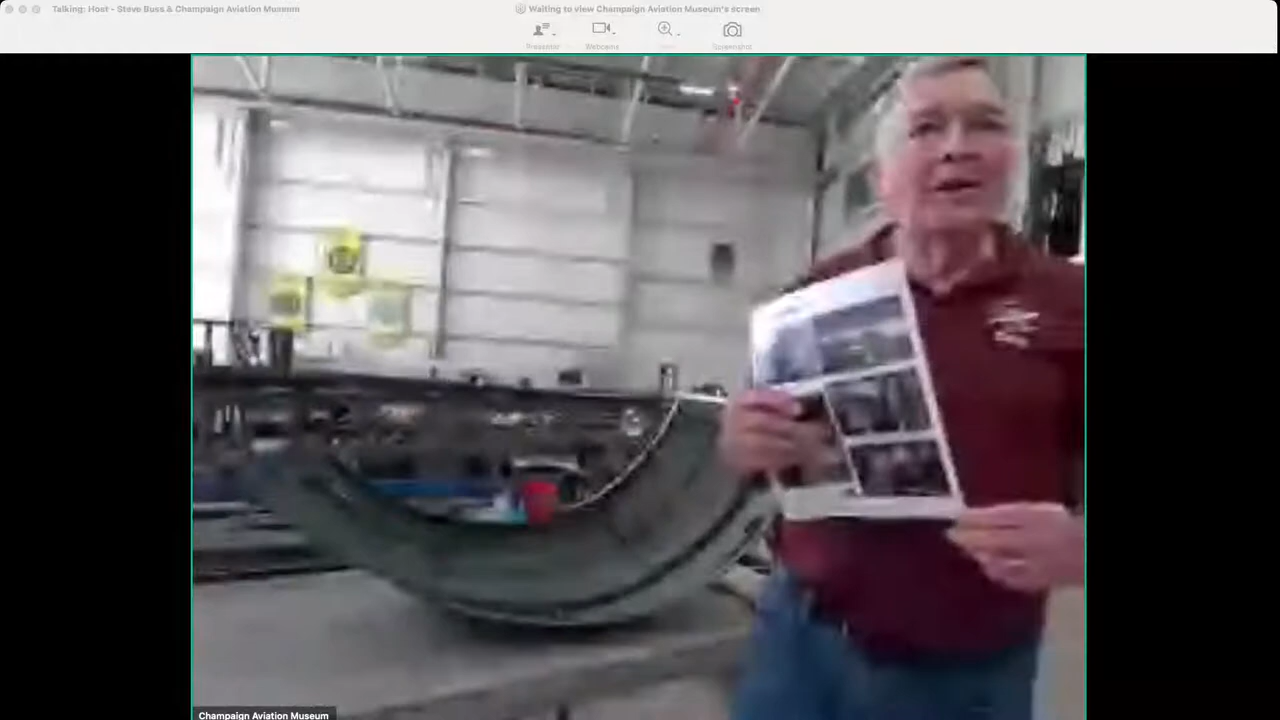 Talking: Host - Steve Buss & Champaign Aviation Museum
Waiting to view Champaign Aviation Museum's screen
Presenter
Webcams
Screenshot
Champaign Aviation Museum